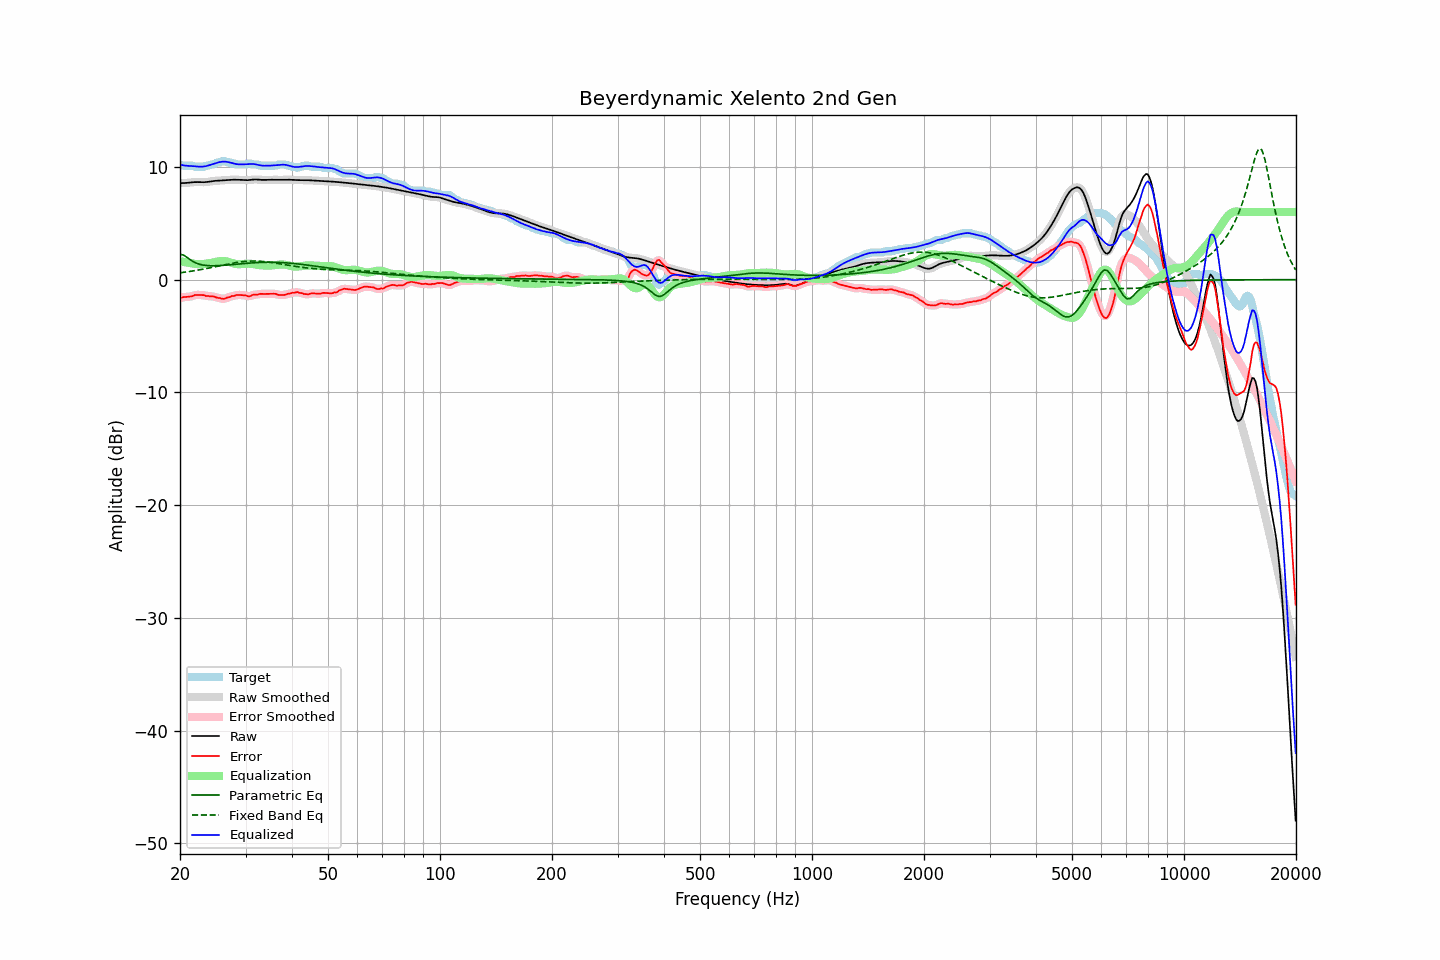 Beyerdynamic Xelento 2nd Gen
10
0
−10
−20
−30
−40
−50
Amplitude (dBr)
Target
Raw Smoothed
Error Smoothed
Raw
Error
Equalization
Parametric Eq
Fixed Band Eq
Equalized
20 50 100 200 500 1000 2000 5000 10000 20000
Frequency (Hz)